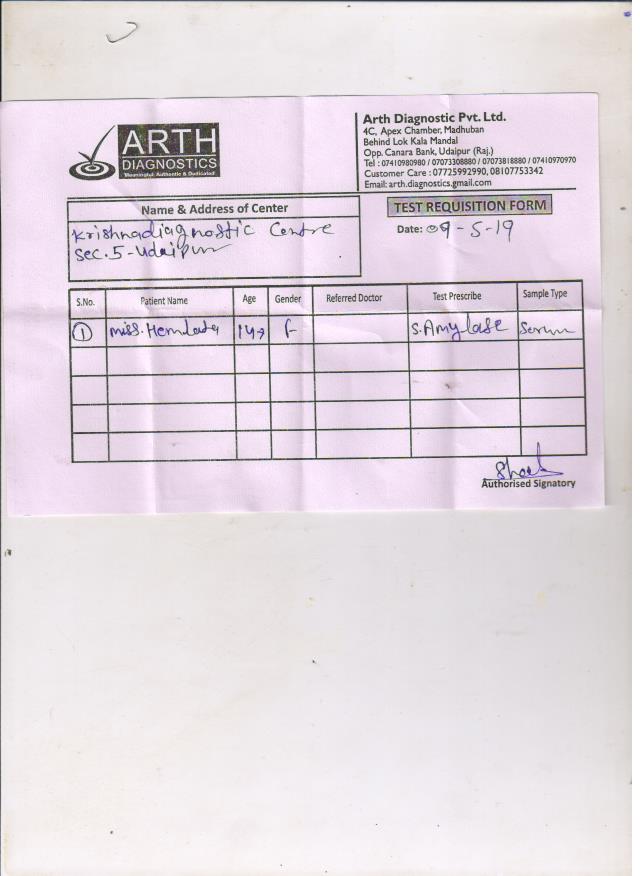 ARTH
DIAGNOSTICS
Meaningful Authentic & Dedicated
Arth Diagnostic Pvt. Ltd.
4C, Apex Chamber, Madhuban
Behind Lok Kala Mandal
Opp. Canara Bank, Udaipur (Raj.)
Tel : 07410980980 / 07073308880 / 07073818880 / 07410970970
Customer Care : 07725992990, 08107753342
Email: arth.diagnostics.gmail.com
Name & Address of Center
Krishnadiagnostic Centre
Sec. 5 - Udaipur
TEST REQUISITION FORM
Date: 09-5-19
S.No. Patient Name Age Gender Referred Doctor Test Prescribe Sample Type
1 Miss. Hemlata 14y F S. Amylase Serum
Authorised Signatory